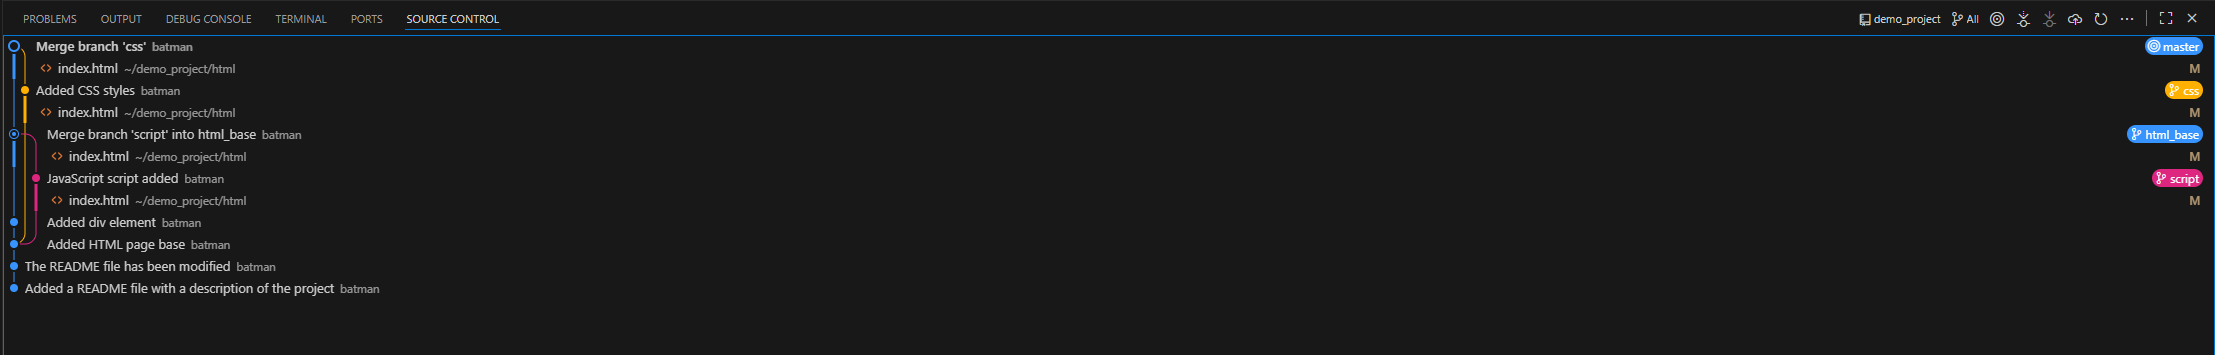 PROBLEMS OUTPUT DEBUG CONSOLE TERMINAL PORTS SOURCE CONTROL demo_project All
Merge branch 'css' batman master
index.html ~/demo_project/html M
Added CSS styles batman css
index.html ~/demo_project/html M
Merge branch 'script' into html_base batman html_base
index.html ~/demo_project/html M
JavaScript script added batman script
index.html ~/demo_project/html M
Added div element batman
Added HTML page base batman
The README file has been modified batman
Added a README file with a description of the project batman